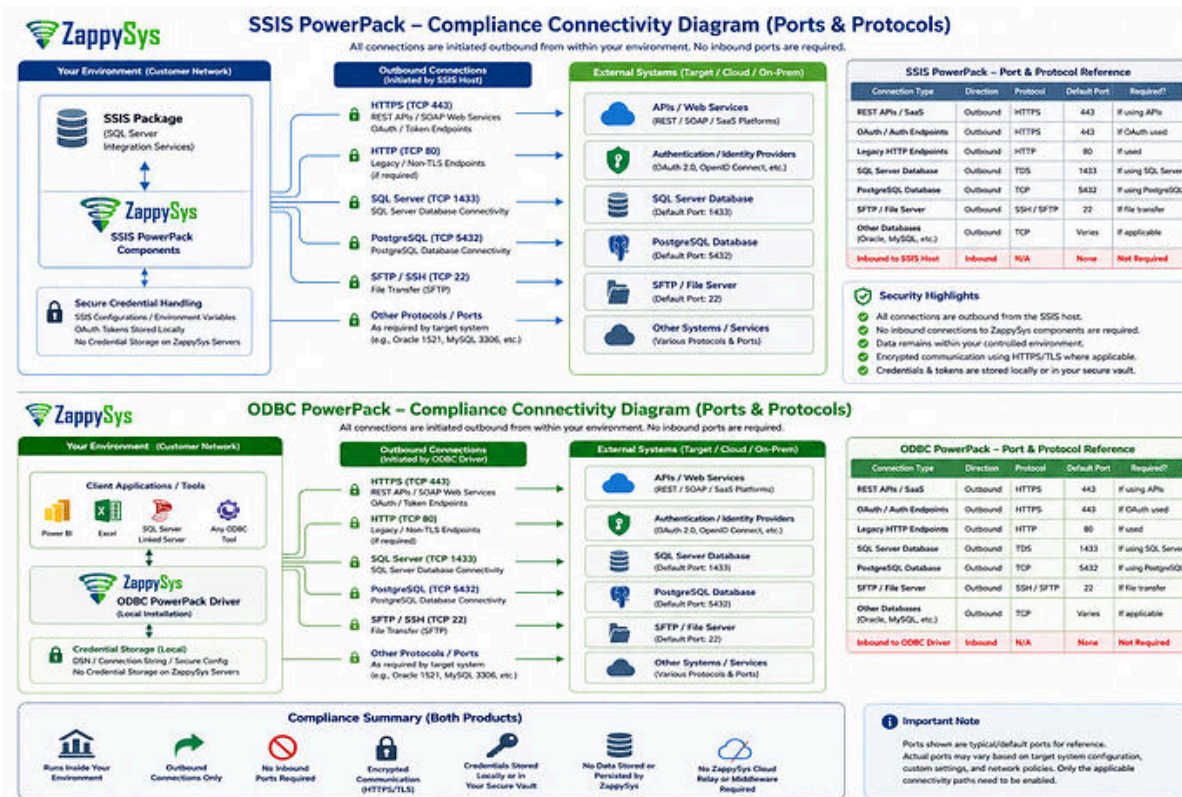 ZappySys
SSIS PowerPack – Compliance Connectivity Diagram (Ports & Protocols)
All connections are initiated outbound from within your environment. No inbound ports are required.
Your Environment (Customer Network)
SSIS Package
(SQL Server
Integration Services)
ZappySys
SSIS PowerPack
Components
Secure Credential Handling
SSIS Configurations / Environment Variables
OAuth Tokens Stored Locally
No Credential Storage on ZappySys Servers
Outbound Connections
(Initiated by SSIS Host)
HTTPS (TCP 443)
REST APIs / SOAP Web Services
OAuth / Token Endpoints
HTTP (TCP 80)
Legacy / Non-TLS Endpoints
(if required)
SQL Server (TCP 1433)
SQL Server Database Connectivity
PostgreSQL (TCP 5432)
PostgreSQL Database Connectivity
SFTP / SSH (TCP 22)
File Transfer (SFTP)
Other Protocols / Ports
As required by target system
(e.g., Oracle 1521, MySQL 3306, etc.)
External Systems (Target / Cloud / On-Prem)
APIs / Web Services
(REST / SOAP / SaaS Platforms)
Authentication / Identity Providers
(OAuth 2.0, OpenID Connect, etc.)
SQL Server Database
(Default Port: 1433)
PostgreSQL Database
(Default Port: 5432)
SFTP / File Server
(Default Port: 22)
Other Systems / Services
(Various Protocols & Ports)
SSIS PowerPack – Port & Protocol Reference
Connection Type Direction Protocol Default Port Required?
REST APIs / SaaS Outbound HTTPS 443 If using APIs
OAuth / Auth Endpoints Outbound HTTPS 443 If OAuth used
Legacy HTTP Endpoints Outbound HTTP 80 If used
SQL Server Database Outbound TDS 1433 If using SQL Server
PostgreSQL Database Outbound TCP 5432 If using PostgreSQL
SFTP / File Server Outbound SSH / SFTP 22 If file transfer
Other Databases
(Oracle, MySQL, etc.) Outbound TCP Varies If applicable
Inbound to SSIS Host Inbound N/A None Not Required
Security Highlights
All connections are outbound from the SSIS host.
No inbound connections to ZappySys components are required.
Data remains within your controlled environment.
Encrypted communication using HTTPS/TLS where applicable.
Credentials & tokens are stored locally or in your secure vault.
ZappySys
ODBC PowerPack – Compliance Connectivity Diagram (Ports & Protocols)
All connections are initiated outbound from within your environment. No inbound ports are required.
Your Environment (Customer Network)
Client Applications / Tools
Power BI
Excel
SQL Server
Linked Server
Any ODBC
Tool
ZappySys
ODBC PowerPack Driver
(Local Installation)
Credential Storage (Local)
DSN / Connection String / Secure Config
No Credential Storage on ZappySys Servers
Outbound Connections
(Initiated by ODBC Driver)
HTTPS (TCP 443)
REST APIs / SOAP Web Services
OAuth / Token Endpoints
HTTP (TCP 80)
Legacy / Non-TLS Endpoints
(if required)
SQL Server (TCP 1433)
SQL Server Database Connectivity
PostgreSQL (TCP 5432)
PostgreSQL Database Connectivity
SFTP / SSH (TCP 22)
File Transfer (SFTP)
Other Protocols / Ports
As required by target system
(e.g., Oracle 1521, MySQL 3306, etc.)
External Systems (Target / Cloud / On-Prem)
APIs / Web Services
(REST / SOAP / SaaS Platforms)
Authentication / Identity Providers
(OAuth 2.0, OpenID Connect, etc.)
SQL Server Database
(Default Port: 1433)
PostgreSQL Database
(Default Port: 5432)
SFTP / File Server
(Default Port: 22)
Other Systems / Services
(Various Protocols & Ports)
ODBC PowerPack – Port & Protocol Reference
Connection Type Direction Protocol Default Port Required?
REST APIs / SaaS Outbound HTTPS 443 If using APIs
OAuth / Auth Endpoints Outbound HTTPS 443 If OAuth used
Legacy HTTP Endpoints Outbound HTTP 80 If used
SQL Server Database Outbound TDS 1433 If using SQL Server
PostgreSQL Database Outbound TCP 5432 If using PostgreSQL
SFTP / File Server Outbound SSH / SFTP 22 If file transfer
Other Databases
(Oracle, MySQL, etc.) Outbound TCP Varies If applicable
Inbound to ODBC Driver Inbound N/A None Not Required
Compliance Summary (Both Products)
Runs Inside Your
Environment
Outbound
Connections Only
No Inbound
Ports Required
Encrypted
Communication
(HTTPS/TLS)
Credentials Stored
Locally or in
Your Secure Vault
No Data Stored or
Persisted by
ZappySys
No ZappySys Cloud
Relay or Middleware
Required
Important Note
Ports shown are typical/default ports for reference.
Actual ports may vary based on target system configuration,
custom settings, and network policies. Only the applicable
connectivity paths need to be enabled.